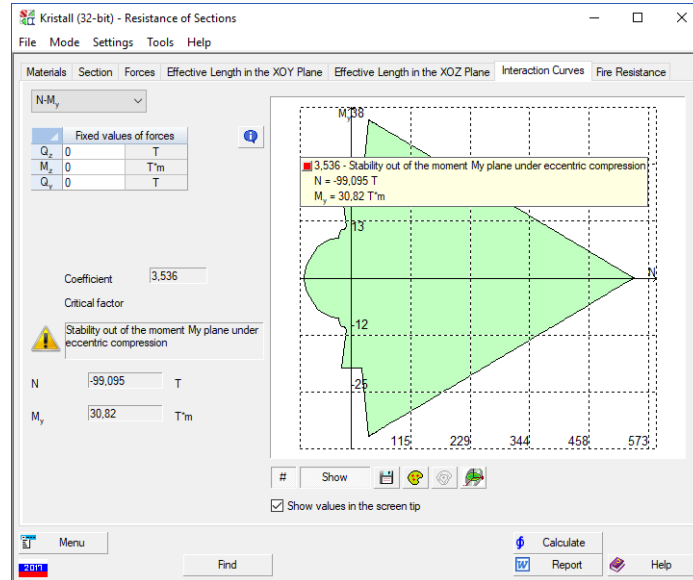 Kristall (32-bit) - Resistance of Sections
File Mode Settings Tools Help
Materials Section Forces Effective Length in the XOY Plane Effective Length in the XOZ Plane Interaction Curves Fire Resistance
N-My
Fixed values of forces
Qz 0 T
Mz 0 T*m
Qy 0 T
Coefficient 3,536
Critical factor
Stability out of the moment My plane under
eccentric compression
N -99,095 T
My 30,82 T*m
My 38
3,536 - Stability out of the moment My plane under eccentric compression
N = -99,095 T
My = 30,82 T*m
13
N
-12
-25
115 229 344 458 573
# Show
Show values in the screen tip
Menu
Calculate
2017
Find
Report
Help